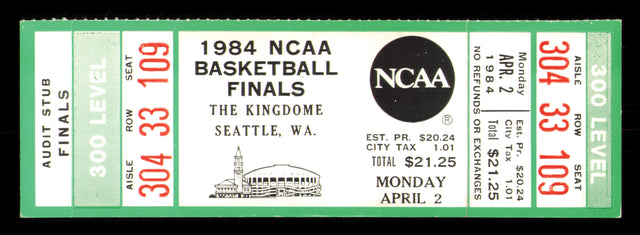 AUDIT STUB
FINALS
300 LEVEL
AISLE ROW SEAT
304 33 109
1984 NCAA
BASKETBALL
FINALS
THE KINGDOME
SEATTLE, WA.
NCAA
®
EST. PR. $20.24
CITY TAX 1.01
TOTAL $21.25
MONDAY
APRIL 2
Monday
APR. 2
1984
Est. Pr. $20.24
City Tax 1.01
Total $21.25
NO REFUNDS OR EXCHANGES
AISLE ROW SEAT
304 33 109
300 LEVEL